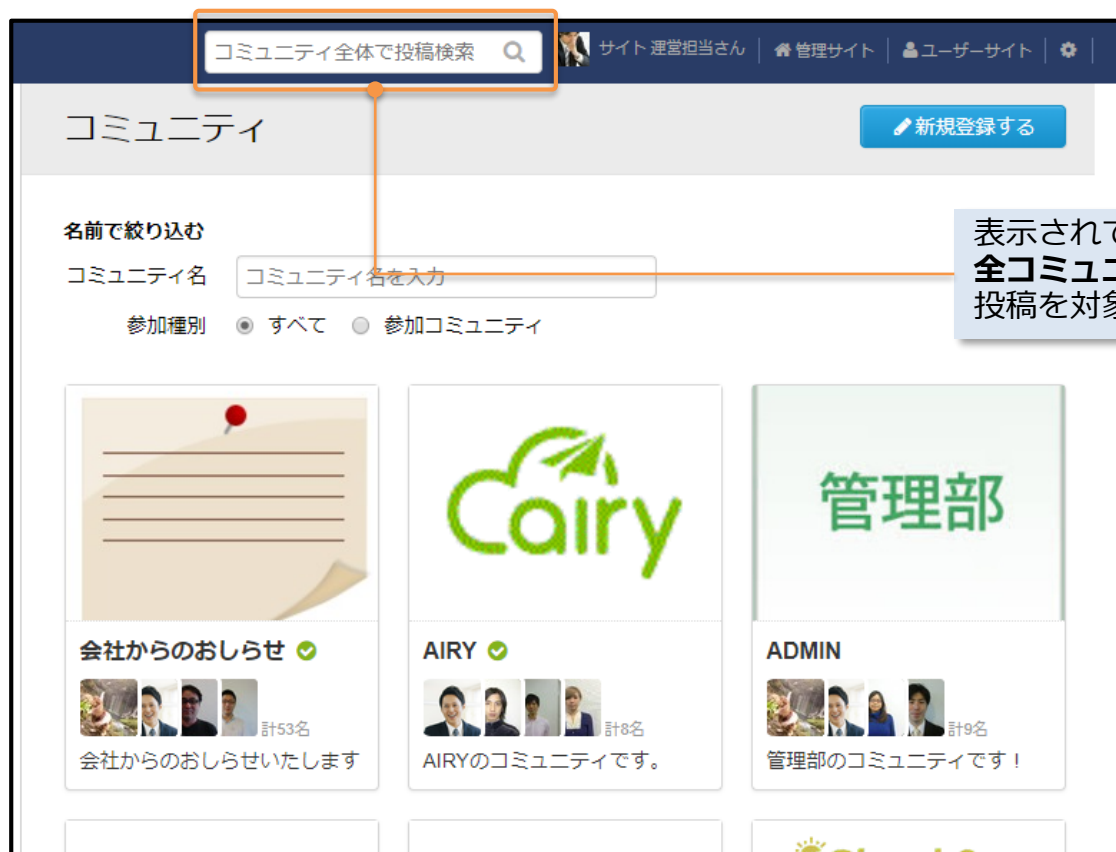 コミュニティ全体で投稿検索
サイト 運営担当さん
管理サイト
ユーザーサイト
コミュニティ
新規登録する
名前で絞り込む
コミュニティ名
コミュニティ名を入力
参加種別
すべて
参加コミュニティ
表示されて
全コミュニ
投稿を対象
Cairy
管理部
会社からのおしらせ
計53名
会社からのおしらせいたします
AIRY
計8名
AIRYのコミュニティです。
ADMIN
計9名
管理部のコミュニティです！